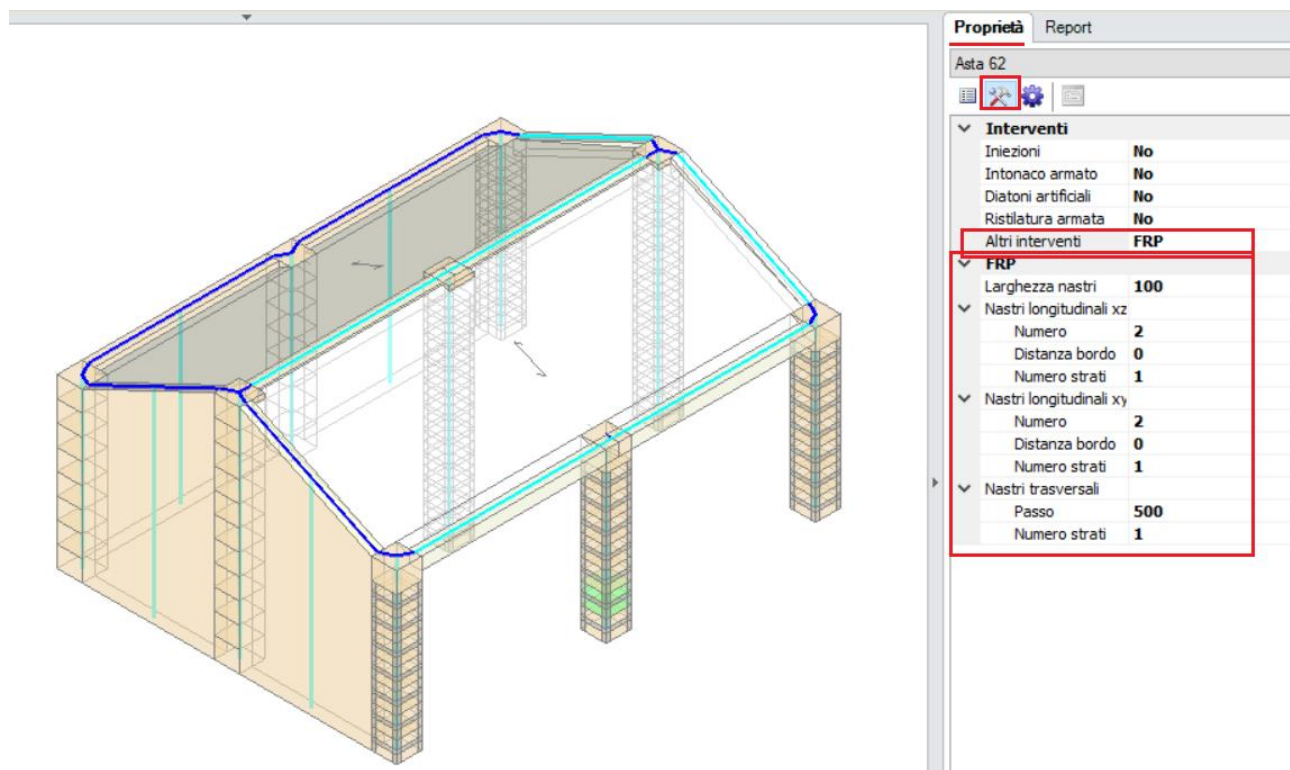 Proprietà Report
Asta 62
Interventi
Iniezioni No
Intonaco armato No
Diatoni artificiali No
Ristilatura armata No
Altri interventi FRP
FRP
Larghezza nastri 100
Nastri longitudinali xz
Numero 2
Distanza bordo 0
Numero strati 1
Nastri longitudinali xy
Numero 2
Distanza bordo 0
Numero strati 1
Nastri trasversali
Passo 500
Numero strati 1